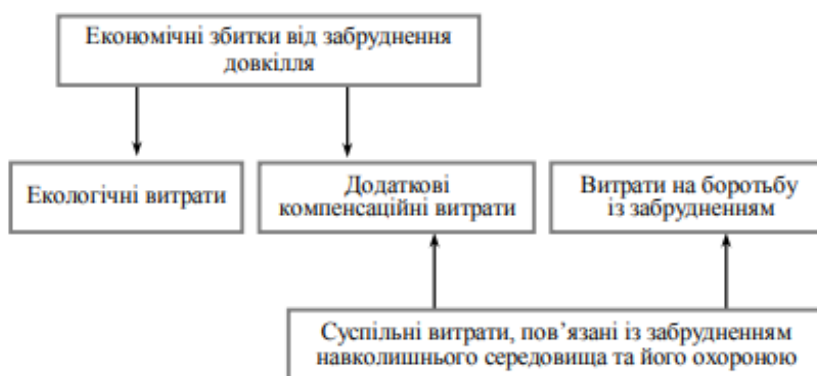 Економічні збитки від забруднення
довкілля
Екологічні витрати
Додаткові
компенсаційні витрати
Витрати на боротьбу
із забрудненням
Суспільні витрати, пов’язані із забрудненням
навколишнього середовища та його охороною